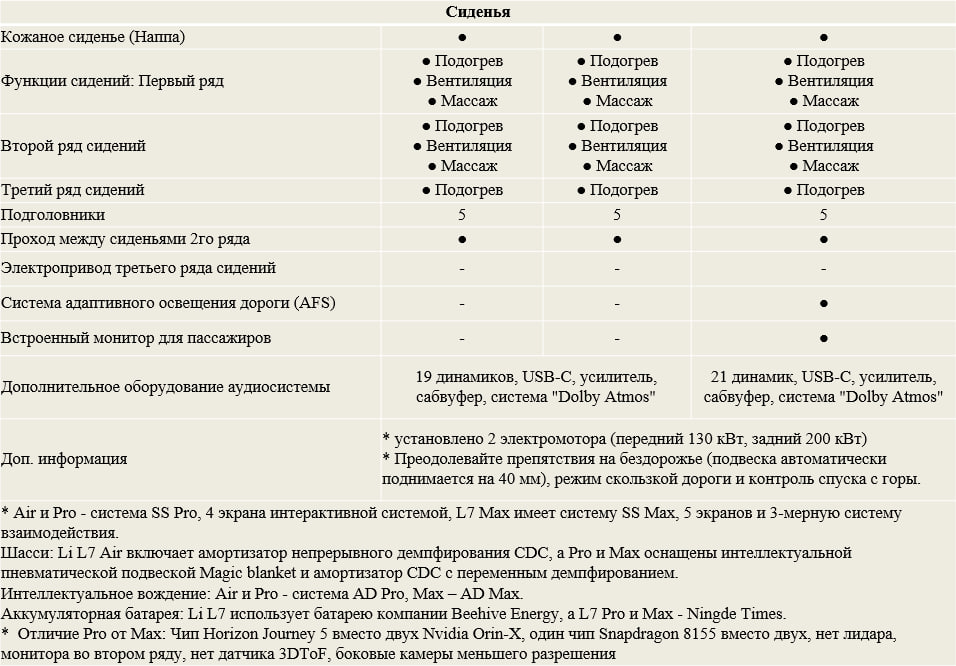 Сиденья
Кожаное сиденье (Наппа) ● ● ●
Функции сидений: Первый ряд
● Подогрев ● Подогрев ● Подогрев
● Вентиляция ● Вентиляция ● Вентиляция
● Массаж ● Массаж ● Массаж
Второй ряд сидений
● Подогрев ● Подогрев ● Подогрев
● Вентиляция ● Вентиляция ● Вентиляция
● Массаж ● Массаж ● Массаж
Третий ряд сидений ● Подогрев ● Подогрев ● Подогрев
Подголовники 5 5 5
Проход между сиденьями 2го ряда ● ● ●
Электропривод третьего ряда сидений - - -
Система адаптивного освещения дороги (AFS) - - ●
Встроенный монитор для пассажиров - - ●
Дополнительное оборудование аудиосистемы
19 динамиков, USB-C, усилитель,
сабвуфер, система "Dolby Atmos"
21 динамик, USB-C, усилитель,
сабвуфер, система "Dolby Atmos"
Доп. информация
* установлено 2 электромотора (передний 130 кВт, задний 200 кВт)
* Преодолевайте препятствия на бездорожье (подвеска автоматически
поднимается на 40 мм), режим скользкой дороги и контроль спуска с горы.
* Air и Pro - система SS Pro, 4 экрана интерактивной системой, L7 Max имеет систему SS Max, 5 экранов и 3-мерную систему
взаимодействия.
Шасси: Li L7 Air включает амортизатор непрерывного демпфирования CDC, а Pro и Max оснащены интеллектуальной
пневматической подвеской Magic blanket и амортизатор CDC с переменным демпфированием.
Интеллектуальное вождение: Air и Pro - система AD Pro, Max – AD Max.
Аккумуляторная батарея: Li L7 использует батарею компании Beehive Energy, а L7 Pro и Max - Ningde Times.
* Отличие Pro от Max: Чип Horizon Journey 5 вместо двух Nvidia Orin-X, один чип Snapdragon 8155 вместо двух, нет лидара,
монитора во втором ряду, нет датчика 3DToF, боковые камеры меньшего разрешения